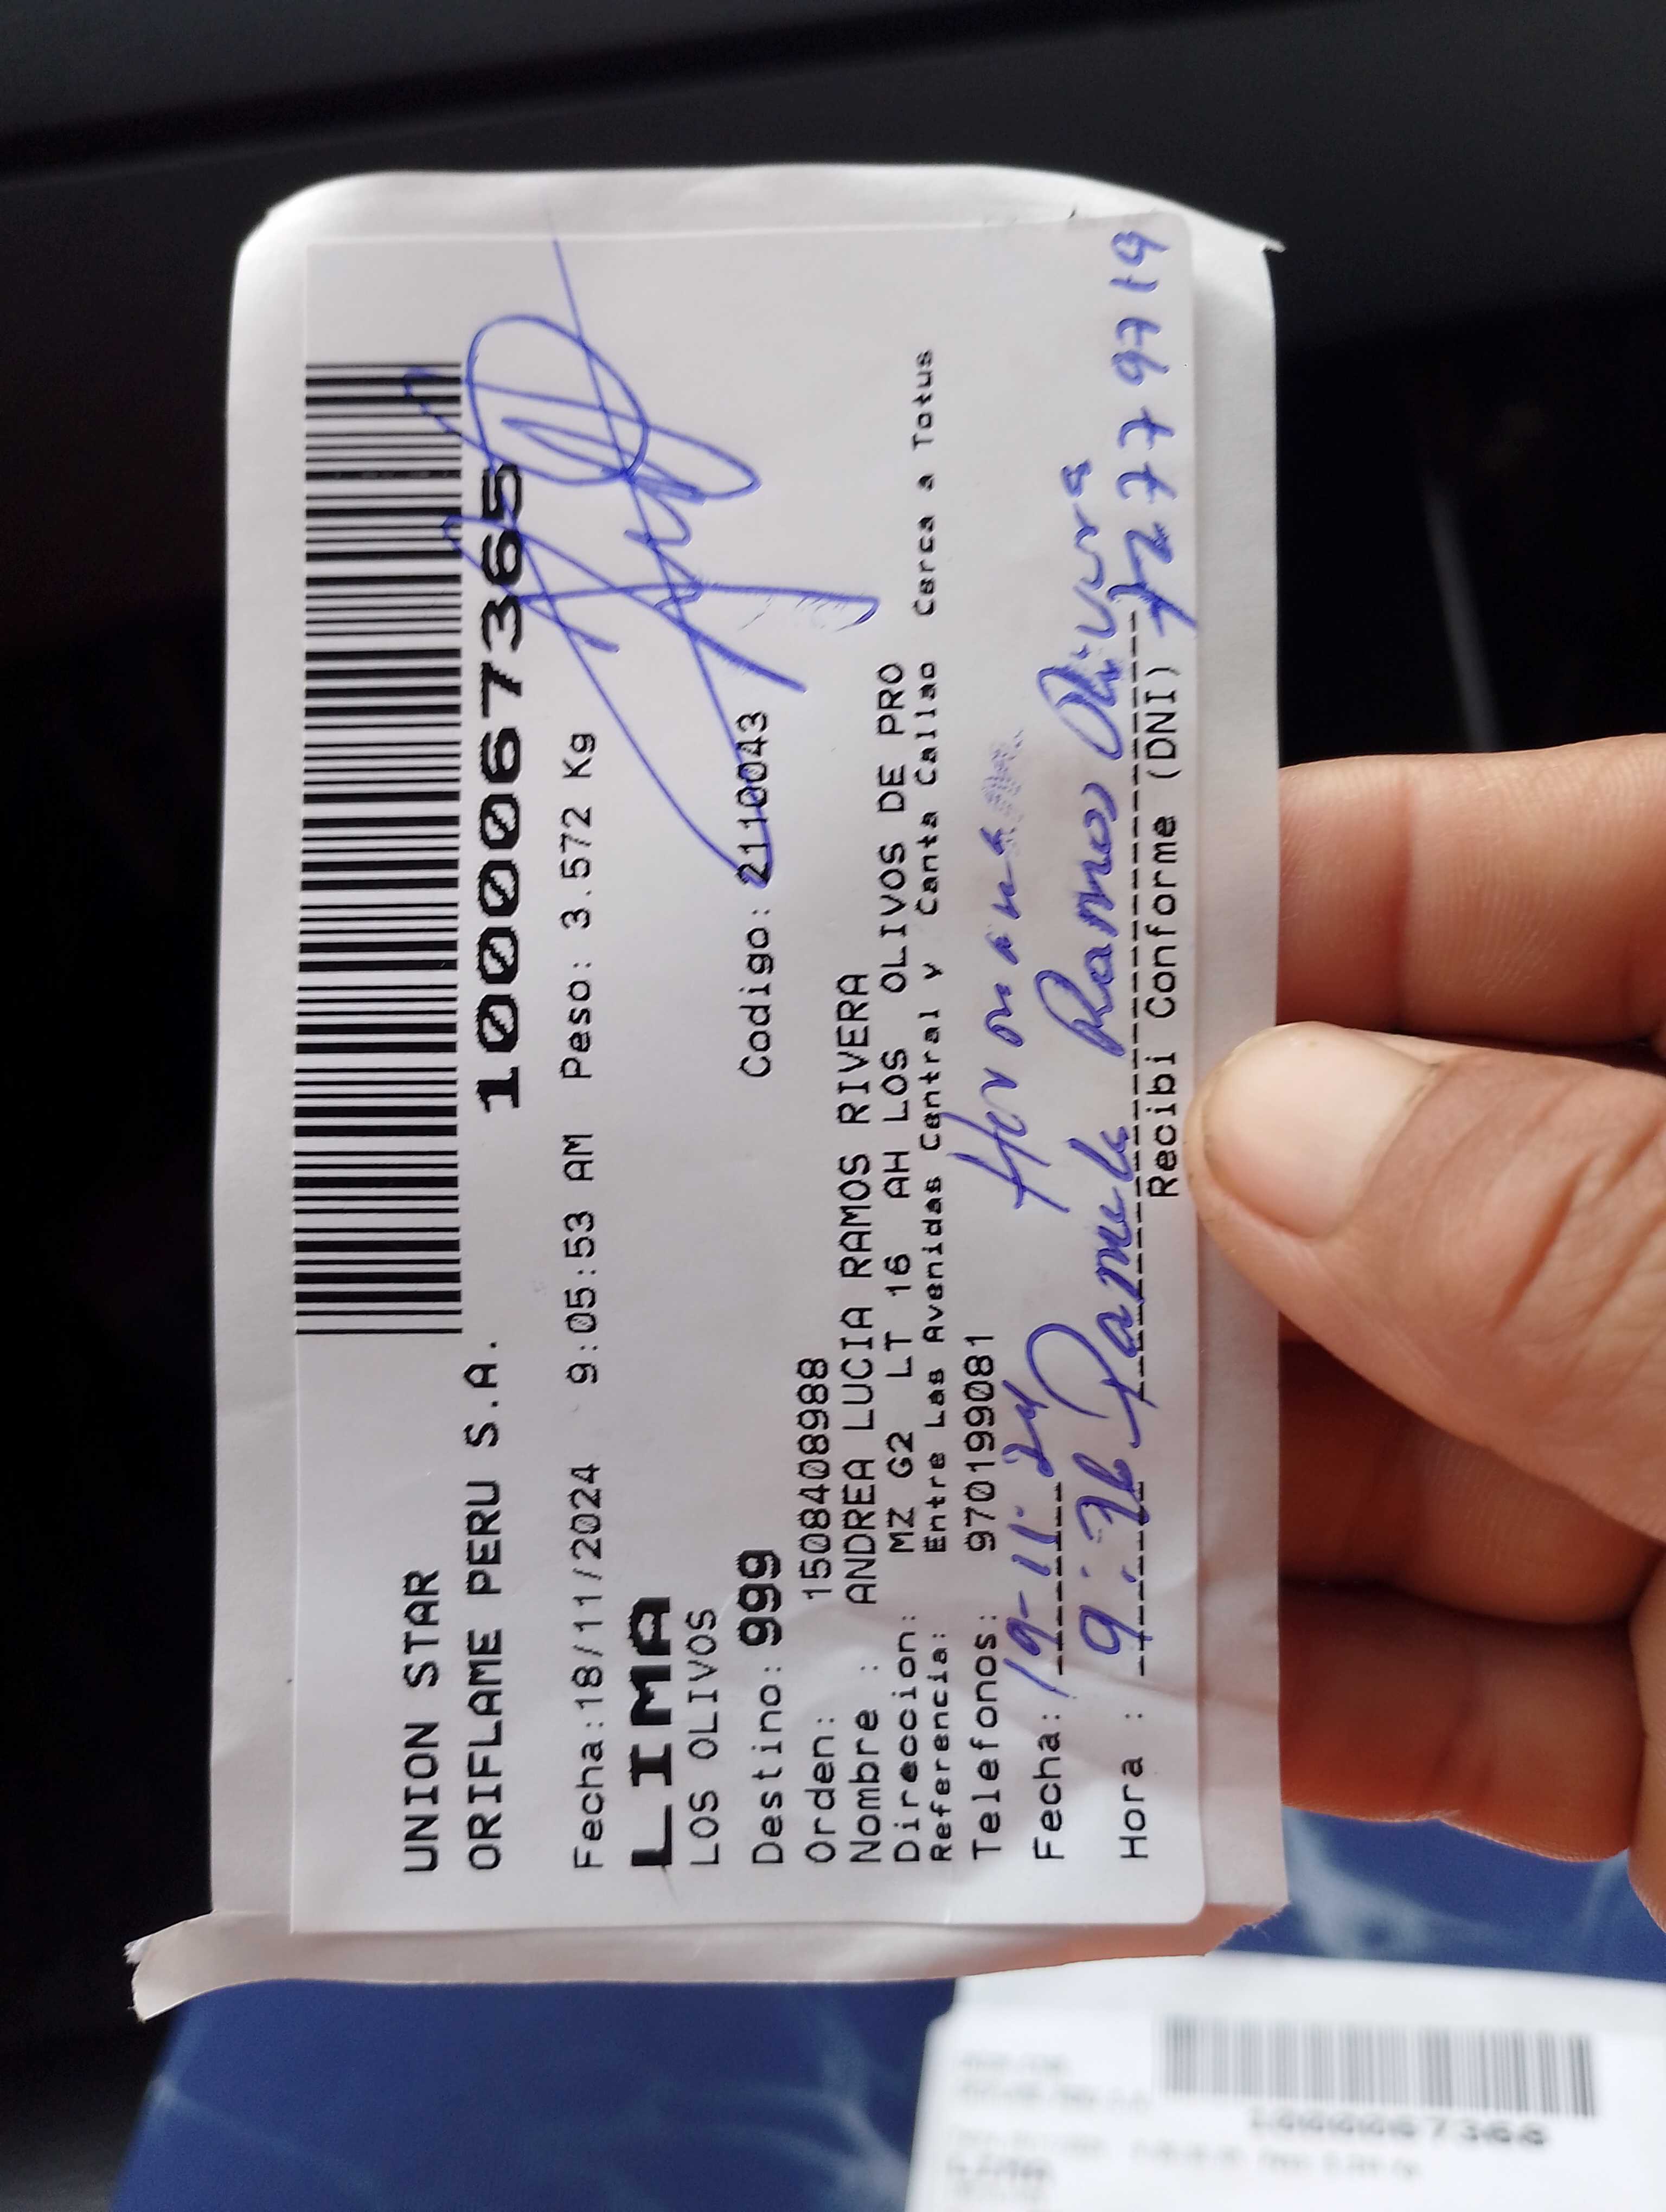 UNION STAR
ORIFLAME PERU S.A.
1000067365
Fecha:18/11/2024 9:05:53 AM Peso: 3.572 Kg
LIMA
LOS OLIVOS
Destino: 999 Codigo: 2110043
Orden: 1508408988
Nombre : ANDREA LUCIA RAMOS RIVERA
Direccion: MZ G2 LT 16 AH LOS OLIVOS DE PRO
Referencia: Entre Las Avenidas Central y Canta Callao Cerca a Totus
Telefonos: 970199081
Hermana
Fecha: 19-11-24
Hora : 9:36 Pamela Ramos
Recibi Conforme (DNI)
1000067368